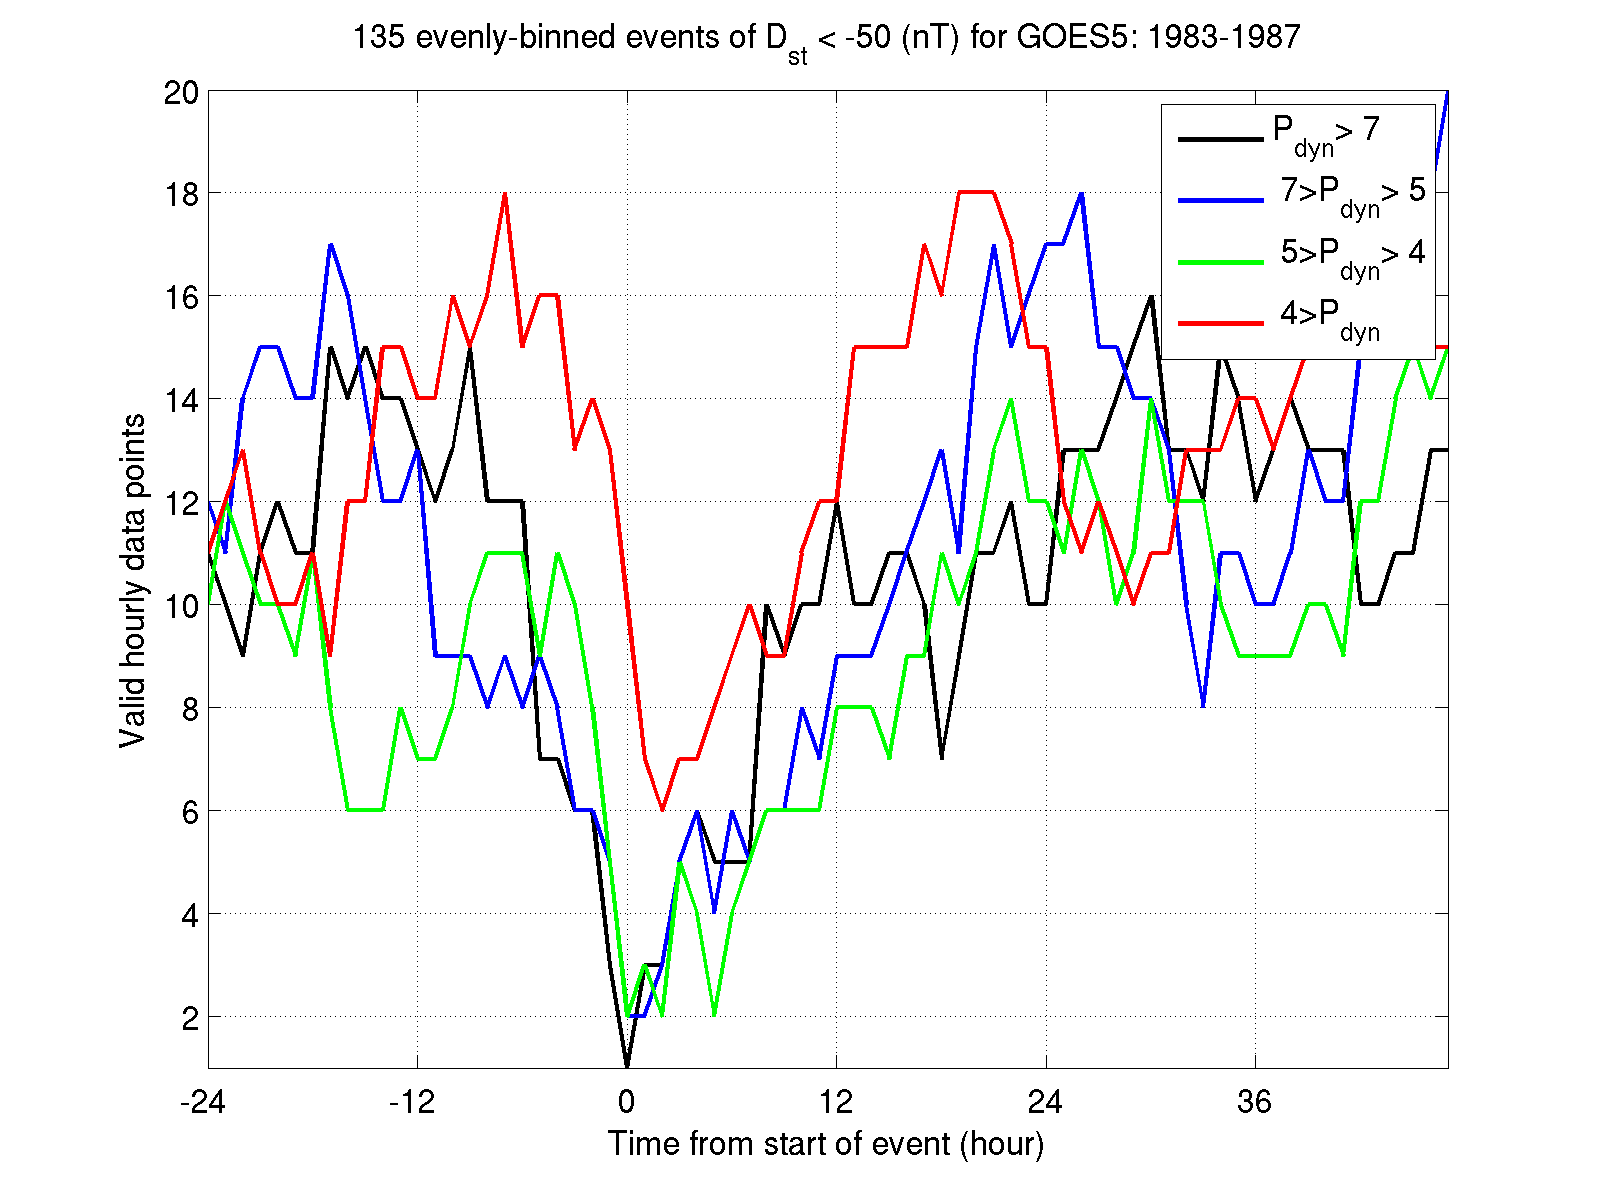 135 evenly-binned events of Dst < -50 (nT) for GOES5: 1983-1987
Valid hourly data points
20
18
16
14
12
10
8
6
4
2
Pdyn> 7
7>Pdyn> 5
5>Pdyn> 4
4>Pdyn
-24 -12 0 12 24 36
Time from start of event (hour)